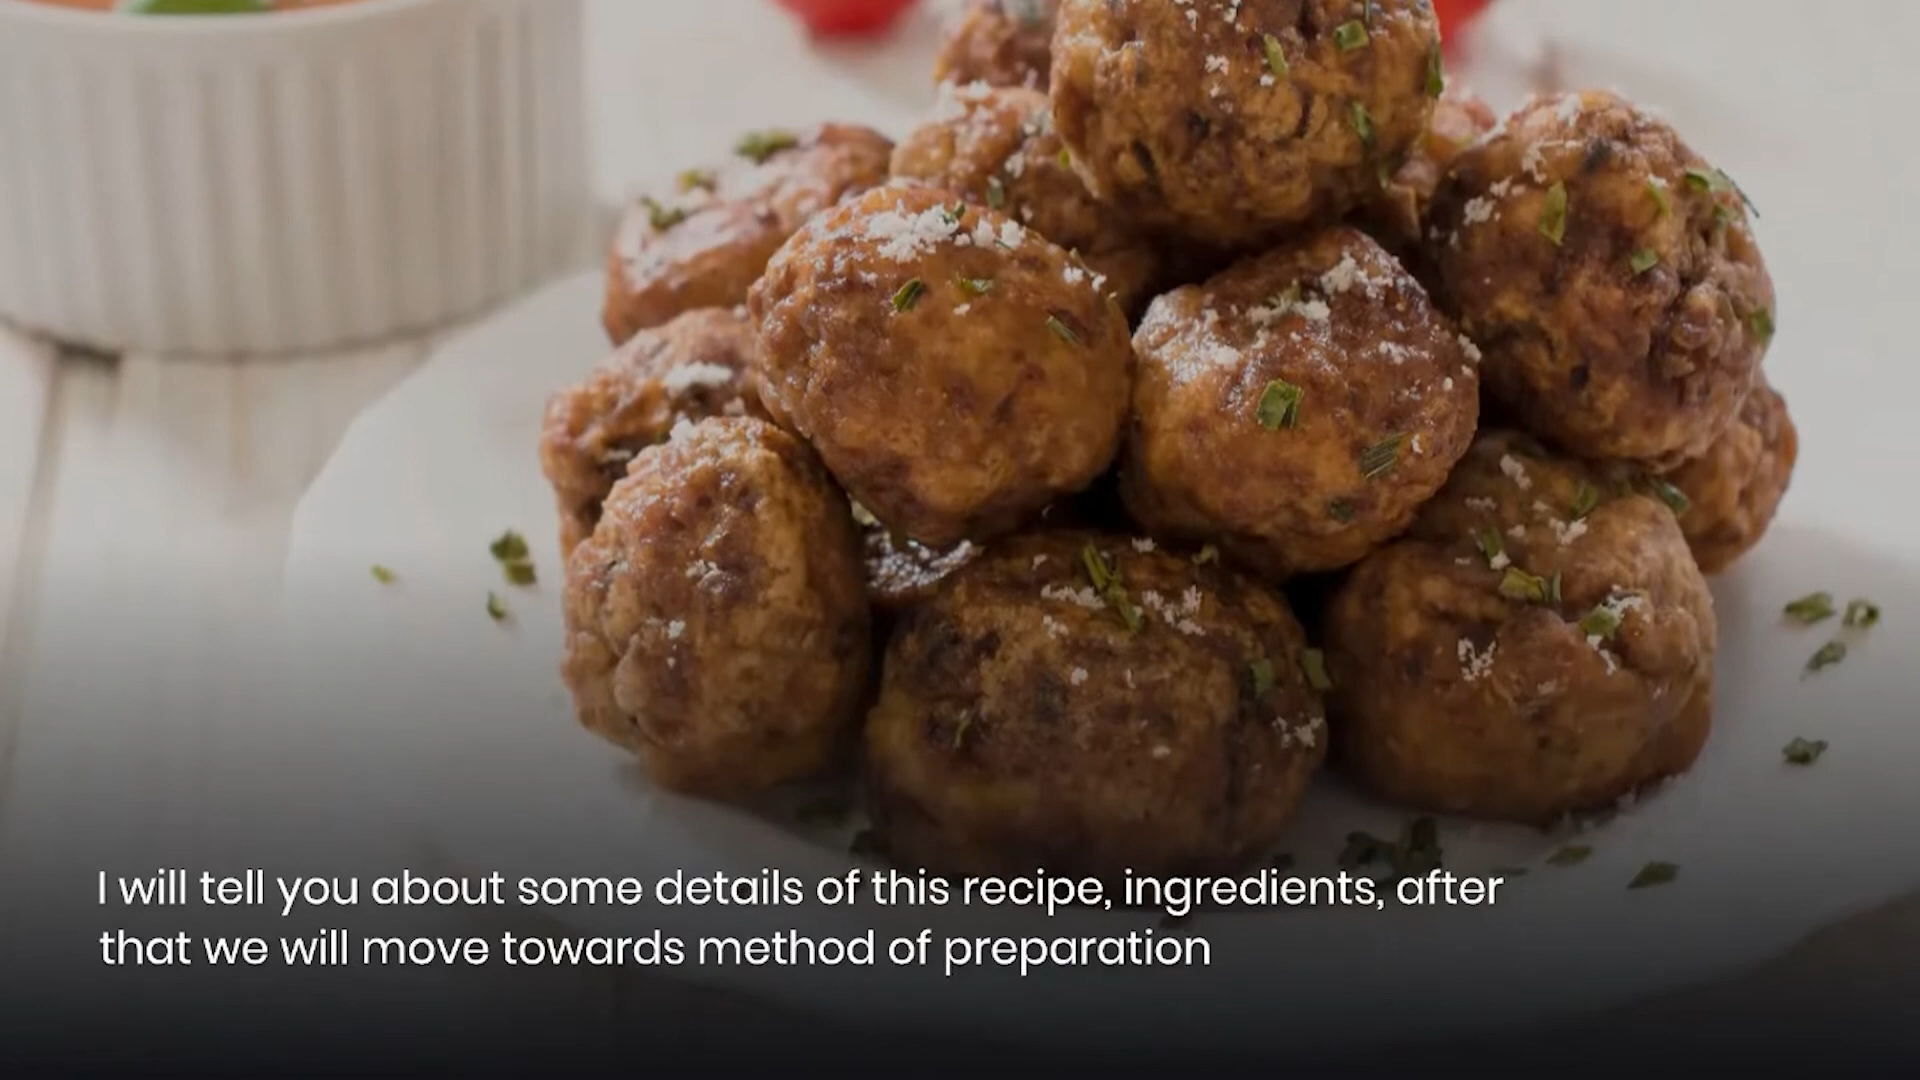 I will tell you about some details of this recipe, ingredients, after
that we will move towards method of preparation